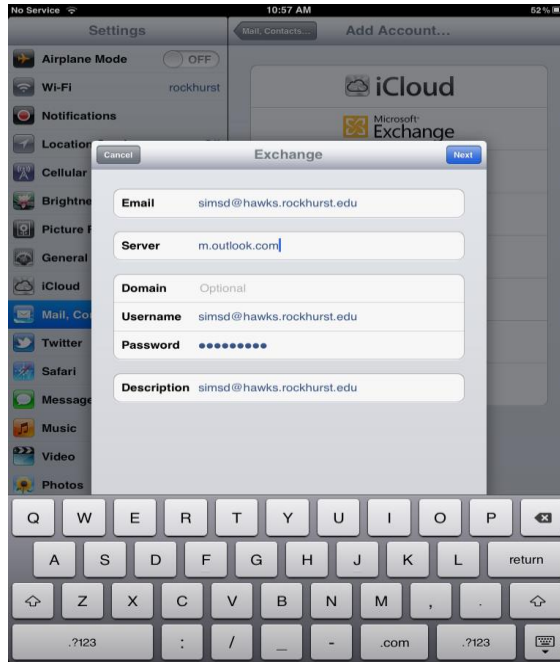 No Service 10:57 AM 52%
Settings
Mail, Contacts... Add Account...
Airplane Mode OFF
Wi-Fi rockhurst
Notifications
Location
Cellular
Brightne
Picture F
General
iCloud
Mail, Co
Twitter
Safari
Message
Music
Video
Photos
iCloud
Microsoft
Exchange
Cancel Exchange Next
Email simsd@hawks.rockhurst.edu
Server m.outlook.com
Domain Optional
Username simsd@hawks.rockhurst.edu
Password •••••••••
Description simsd@hawks.rockhurst.edu
Q W E R T Y U I O P
A S D F G H J K L return
Z X C V B N M , .
.?123 : / _ - .com .?123